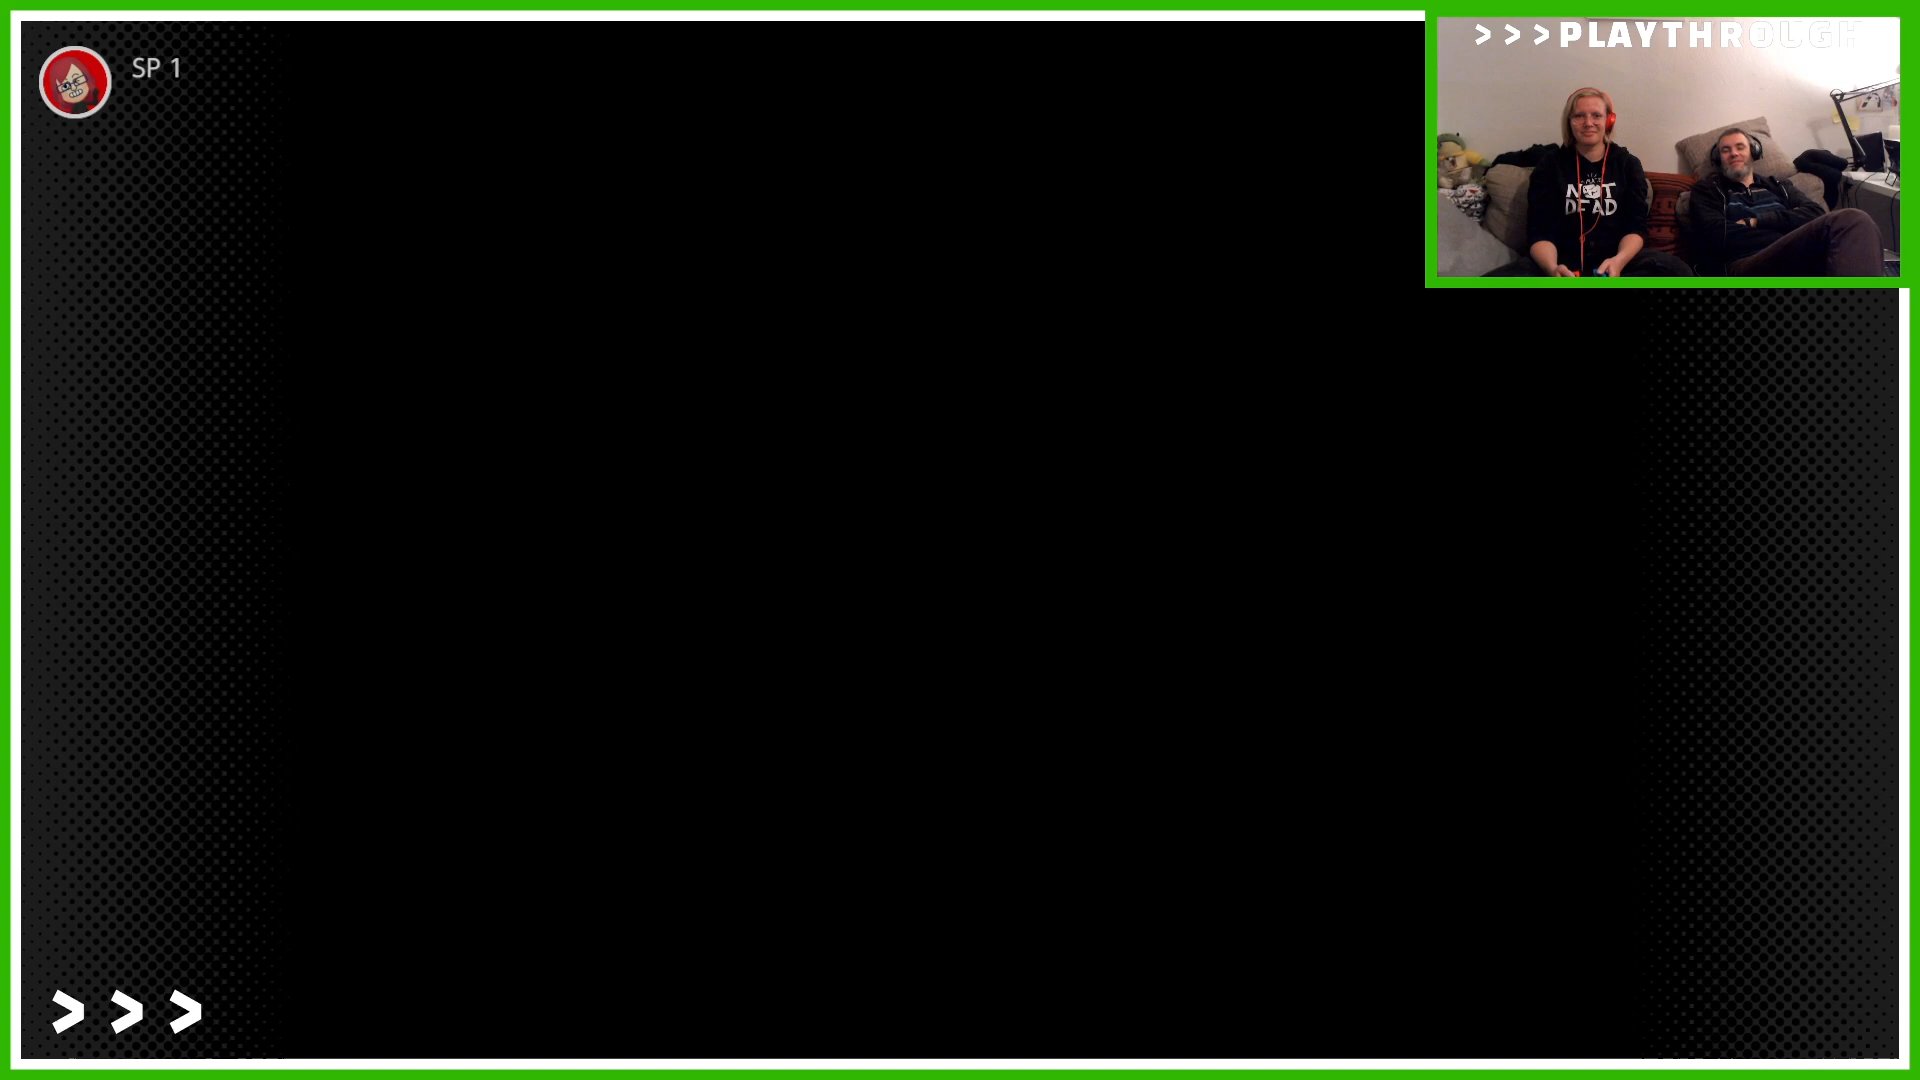 SP 1
> > > PLAYTHROUGH
NOT
DEAD
> > >